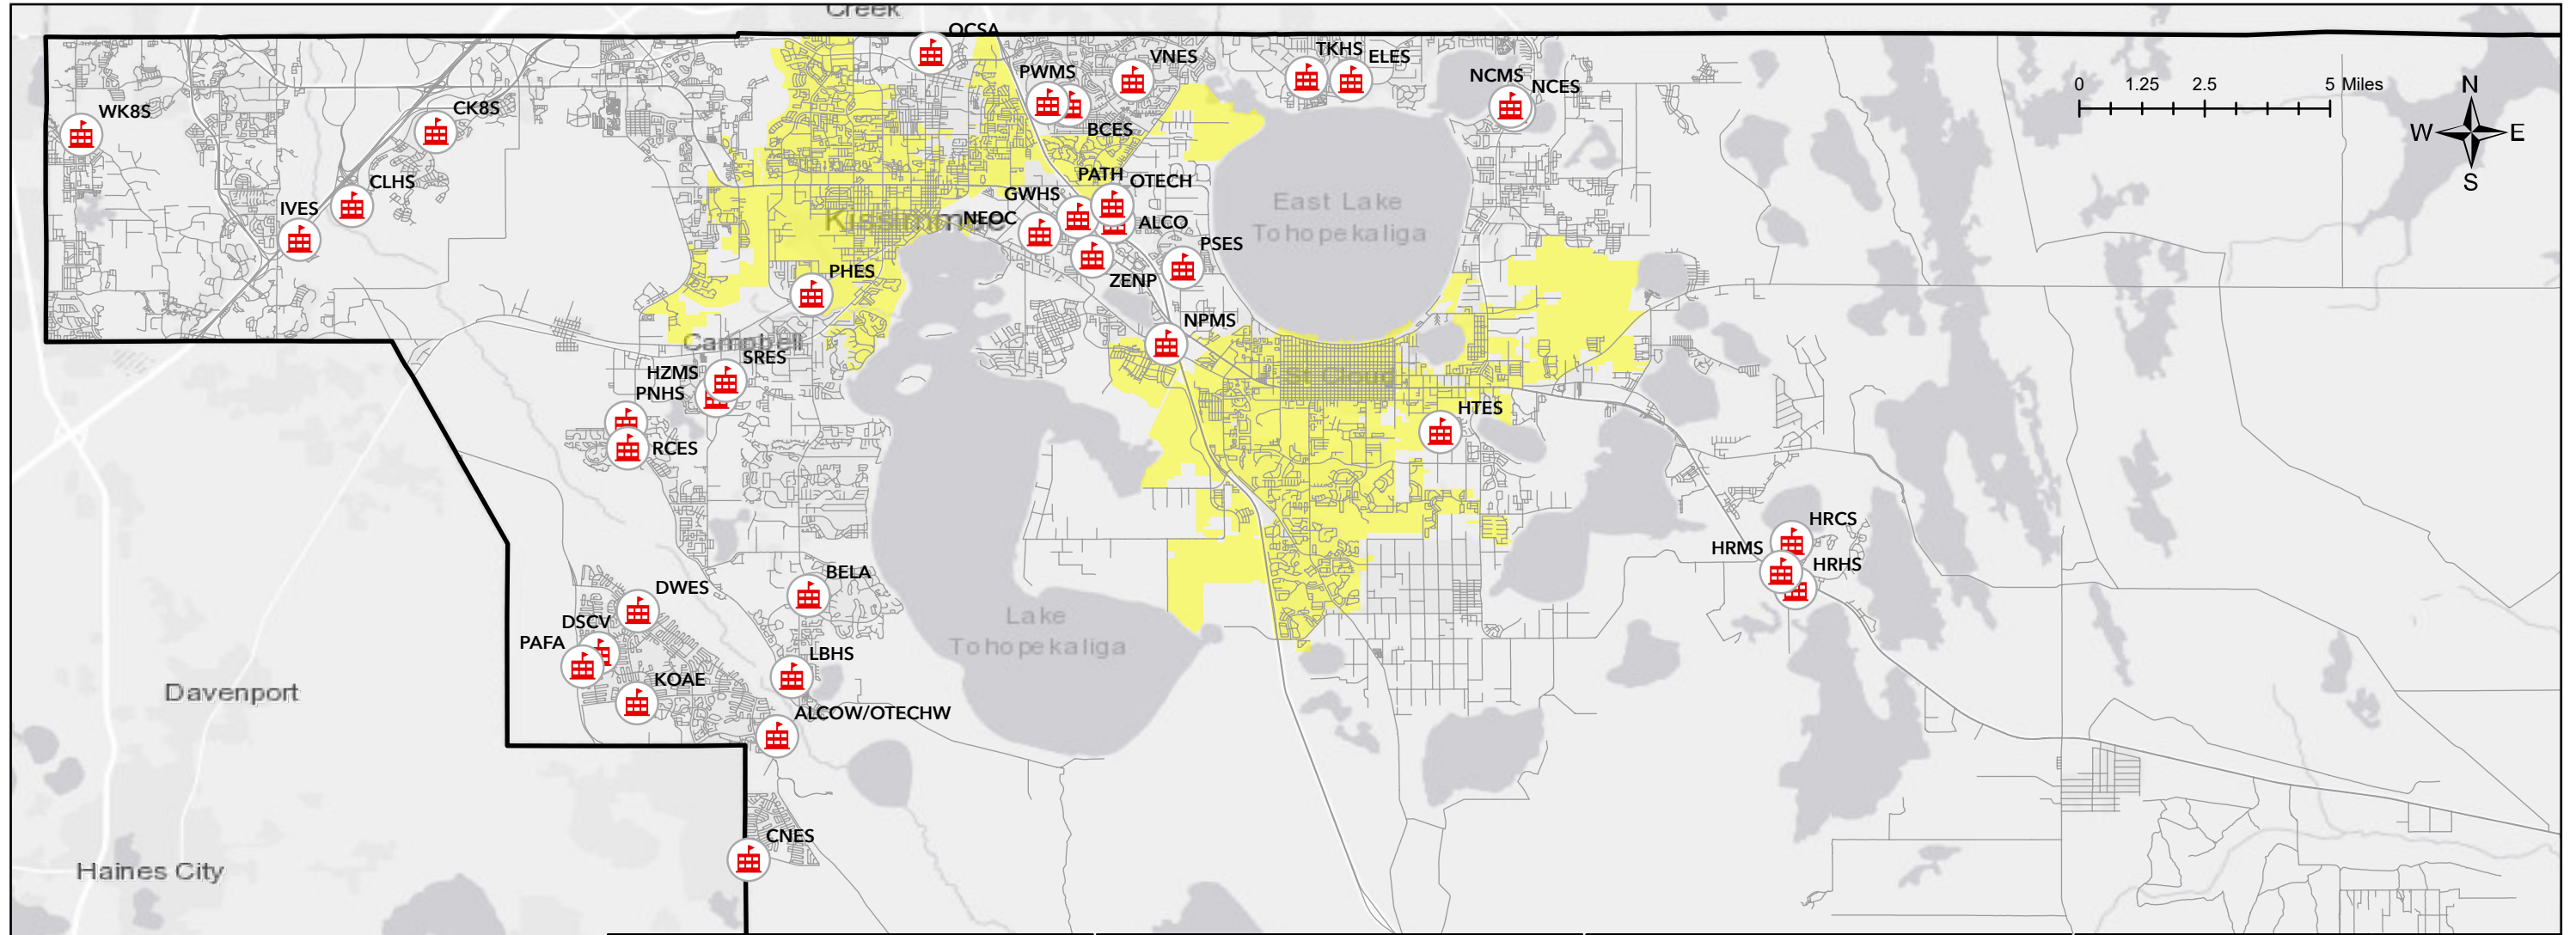 Creek
OCSA
TKHS
ELES
VNES
PWMS
NCMS
NCES
0 1.25 2.5 5 Miles
N
W E
S
WK8S
CK8S
BCES
PATH
OTECH
CLHS
GWHS
IVES
NEOC
Kissimmee
ALCO
East Lake
Tohopekaliga
PSES
PHES
ZENP
NPMS
Campbell
SRES
HZMS
St. Cloud
PNHS
HTES
RCES
HRCS
HRMS
HRHS
BELA
DWES
DSCV
Lake
Tohopekaliga
PAFA
LBHS
KOAE
Davenport
ALCOW/OTECHW
CNES
Haines City